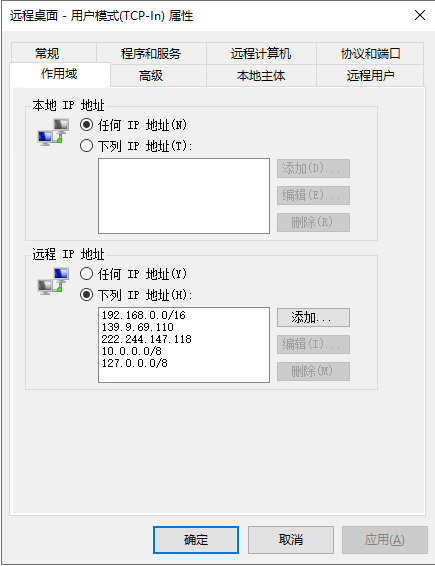 远程桌面 - 用户模式(TCP-In) 属性
常规 程序和服务 远程计算机 协议和端口
作用域 高级 本地主体 远程用户
本地 IP 地址
任何 IP 地址(N)
下列 IP 地址(T):
添加(D)...
编辑(E)...
删除(R)
远程 IP 地址
任何 IP 地址(Y)
下列 IP 地址(H):
192.168.0.0/16
139.9.69.110
222.244.147.118
10.0.0.0/8
127.0.0.0/8
添加...
编辑(I)...
删除(M)
确定 取消 应用(A)